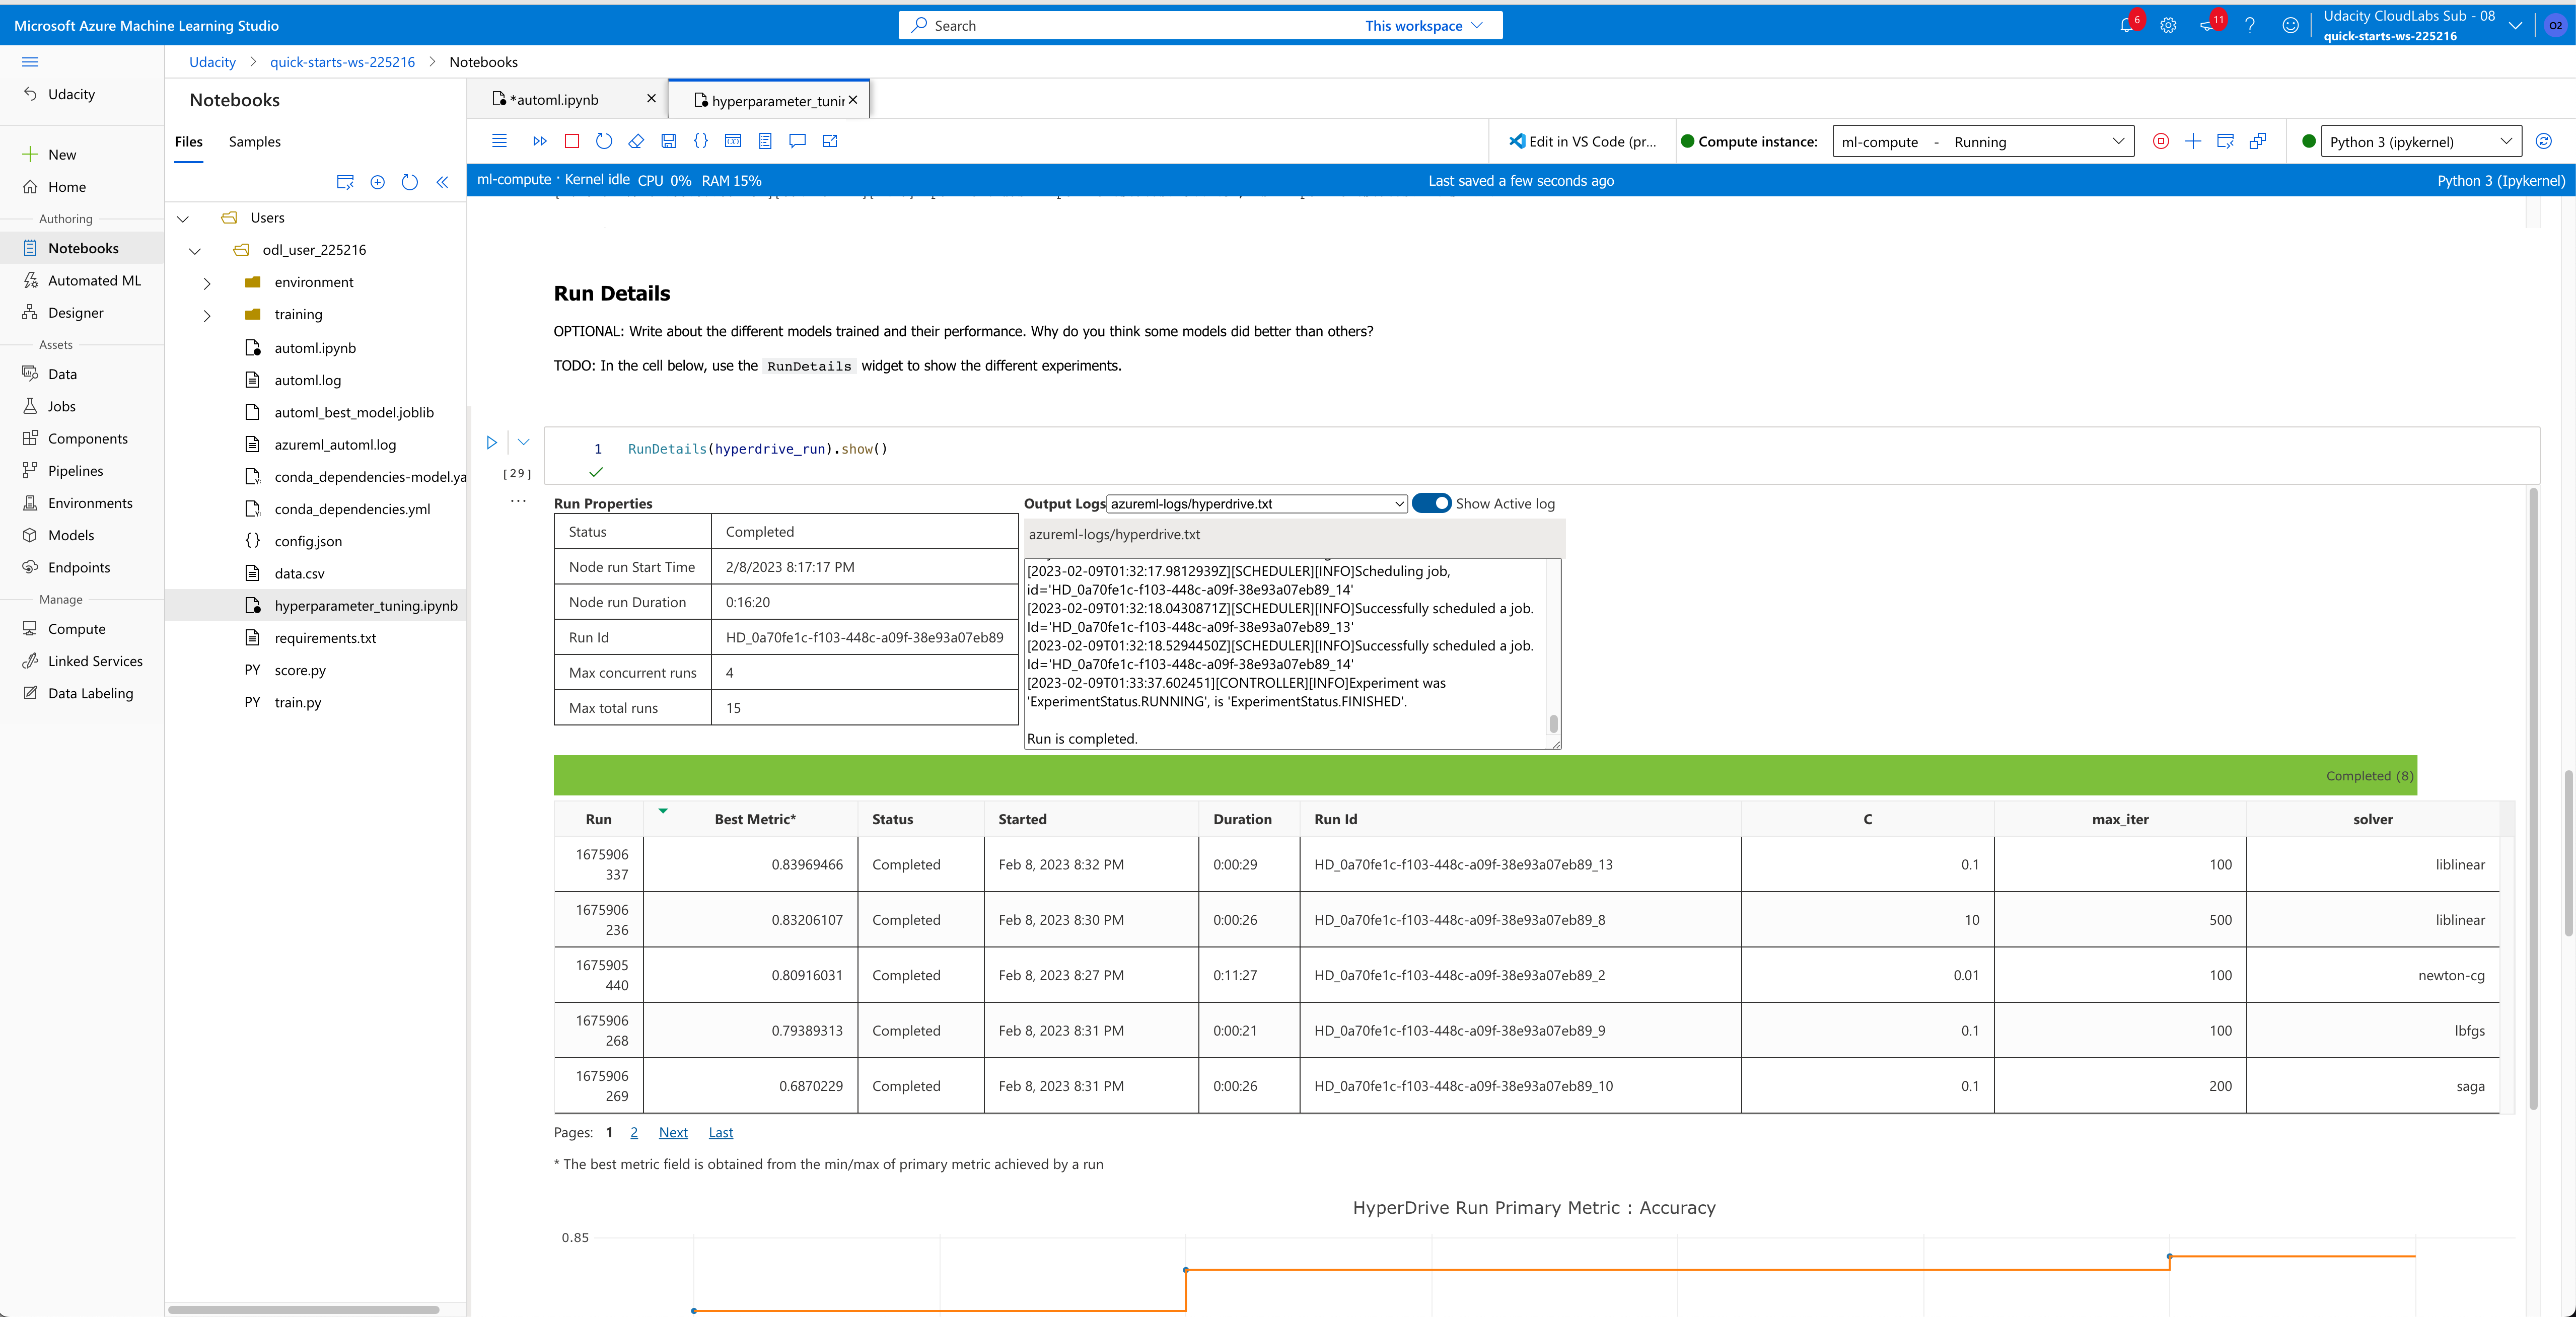 Microsoft Azure Machine Learning Studio
Search
This workspace
6
11
Udacity CloudLabs Sub - 08
quick-starts-ws-225216
O2
Udacity > quick-starts-ws-225216 > Notebooks
Udacity
New
Home
Authoring
Notebooks
Automated ML
Designer
Assets
Data
Jobs
Components
Pipelines
Environments
Models
Endpoints
Manage
Compute
Linked Services
Data Labeling
Notebooks
Files
Samples
Users
odl_user_225216
environment
training
automl.ipynb
automl.log
automl_best_model.joblib
azureml_automl.log
conda_dependencies-model.ya
conda_dependencies.yml
{} config.json
data.csv
hyperparameter_tuning.ipynb
requirements.txt
PY score.py
PY train.py
*automl.ipynb
hyperparameter_tunin
Edit in VS Code (pr...
Compute instance:
ml-compute - Running
Python 3 (ipykernel)
ml-compute · Kernel idle CPU 0% RAM 15%
Last saved a few seconds ago
Python 3 (Ipykernel)
Run Details
OPTIONAL: Write about the different models trained and their performance. Why do you think some models did better than others?
TODO: In the cell below, use the RunDetails widget to show the different experiments.
1 RunDetails(hyperdrive_run).show()
[29]
...
Run Properties
Status Completed
Node run Start Time 2/8/2023 8:17:17 PM
Node run Duration 0:16:20
Run Id HD_0a70fe1c-f103-448c-a09f-38e93a07eb89
Max concurrent runs 4
Max total runs 15
Output Logs azureml-logs/hyperdrive.txt Show Active log
azureml-logs/hyperdrive.txt
[2023-02-09T01:32:17.9812939Z][SCHEDULER][INFO]Scheduling job,
id='HD_0a70fe1c-f103-448c-a09f-38e93a07eb89_14'
[2023-02-09T01:32:18.0430871Z][SCHEDULER][INFO]Successfully scheduled a job.
Id='HD_0a70fe1c-f103-448c-a09f-38e93a07eb89_13'
[2023-02-09T01:32:18.5294450Z][SCHEDULER][INFO]Successfully scheduled a job.
Id='HD_0a70fe1c-f103-448c-a09f-38e93a07eb89_14'
[2023-02-09T01:33:37.602451][CONTROLLER][INFO]Experiment was
'ExperimentStatus.RUNNING', is 'ExperimentStatus.FINISHED'.
Run is completed.
Completed (8)
Run Best Metric* Status Started Duration Run Id C max_iter solver
1675906337 0.83969466 Completed Feb 8, 2023 8:32 PM 0:00:29 HD_0a70fe1c-f103-448c-a09f-38e93a07eb89_13 0.1 100 liblinear
1675906236 0.83206107 Completed Feb 8, 2023 8:30 PM 0:00:26 HD_0a70fe1c-f103-448c-a09f-38e93a07eb89_8 10 500 liblinear
1675905440 0.80916031 Completed Feb 8, 2023 8:27 PM 0:11:27 HD_0a70fe1c-f103-448c-a09f-38e93a07eb89_2 0.01 100 newton-cg
1675906268 0.79389313 Completed Feb 8, 2023 8:31 PM 0:00:21 HD_0a70fe1c-f103-448c-a09f-38e93a07eb89_9 0.1 100 lbfgs
1675906269 0.6870229 Completed Feb 8, 2023 8:31 PM 0:00:26 HD_0a70fe1c-f103-448c-a09f-38e93a07eb89_10 0.1 200 saga
Pages: 1 2 Next Last
* The best metric field is obtained from the min/max of primary metric achieved by a run
HyperDrive Run Primary Metric : Accuracy
0.85